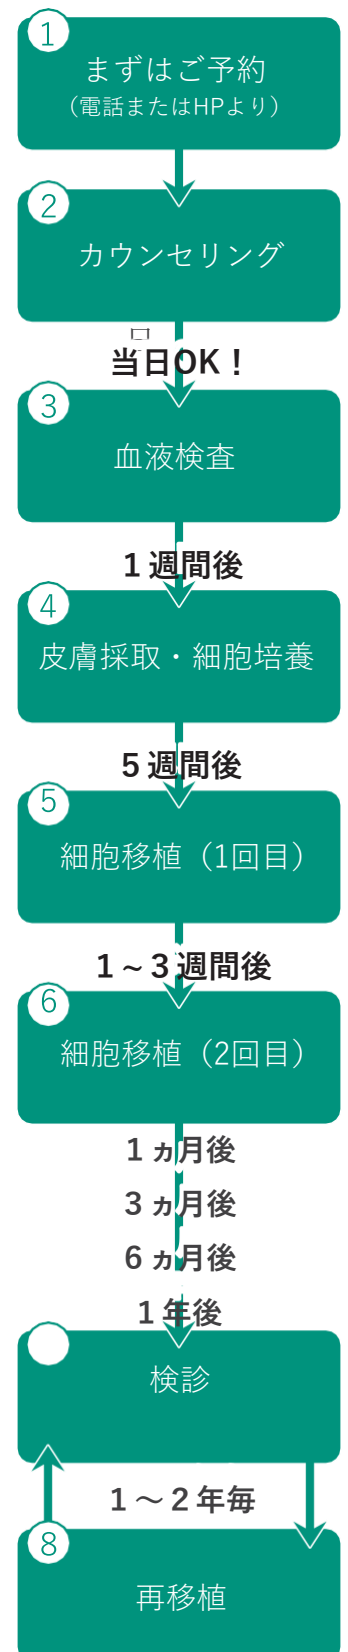 1
まずはご予約
(電話またはHPより)
2
カウンセリング
当日OK！
3
血液検査
1週間後
4
皮膚採取・細胞培養
5週間後
5
細胞移植（1回目）
1~3週間後
6
細胞移植（2回目）
1ヵ月後
3ヵ月後
6ヵ月後
1年後
検診
1～2年毎
8
再移植